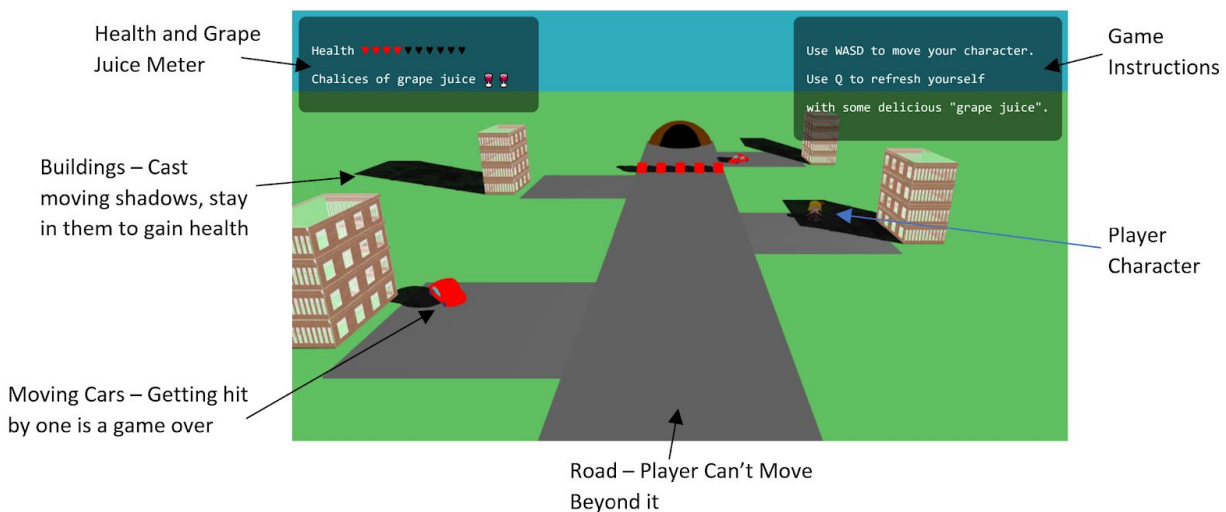 Health and Grape
Juice Meter
Health
Chalices of grape juice
Use WASD to move your character.
Use Q to refresh yourself
with some delicious "grape juice".
Game
Instructions
Buildings – Cast
moving shadows, stay
in them to gain health
Player
Character
Moving Cars – Getting hit
by one is a game over
Road – Player Can't Move
Beyond it